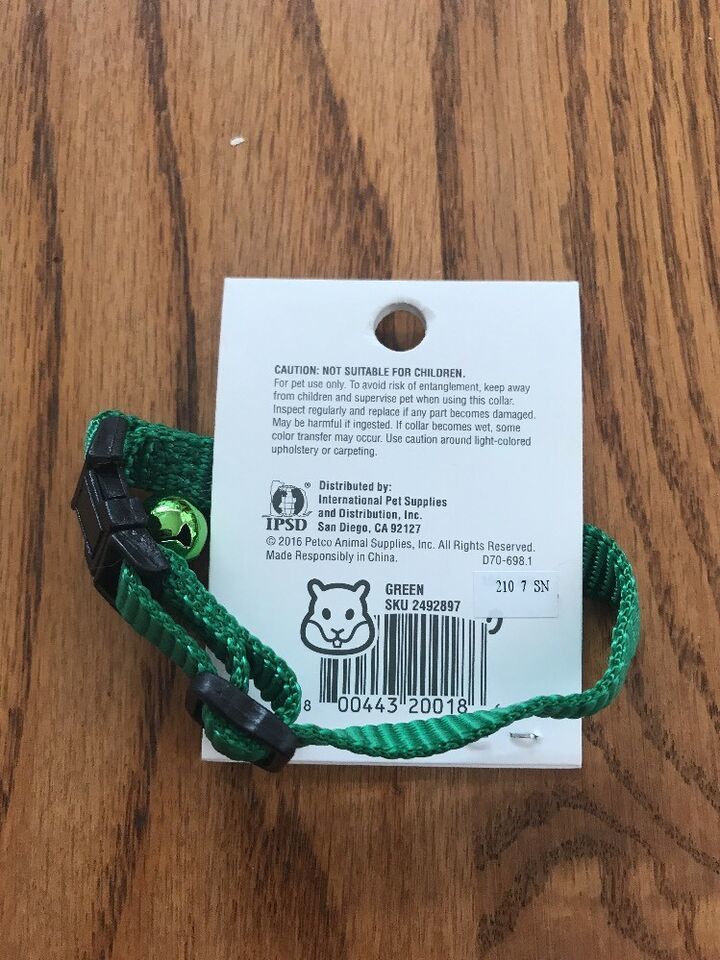 CAUTION: NOT SUITABLE FOR CHILDREN.
For pet use only. To avoid risk of entanglement, keep away
from children and supervise pet when using this collar.
Inspect regularly and replace if any part becomes damaged.
May be harmful if ingested. If collar becomes wet, some
color transfer may occur. Use caution around light-colored
upholstery or carpeting.
IPSD®
Distributed by:
International Pet Supplies
and Distribution, Inc.
San Diego, CA 92127
© 2016 Petco Animal Supplies, Inc. All Rights Reserved.
Made Responsibly in China.
D70-698.1
GREEN
SKU 2492897
210 7 SN
8 00443 20018